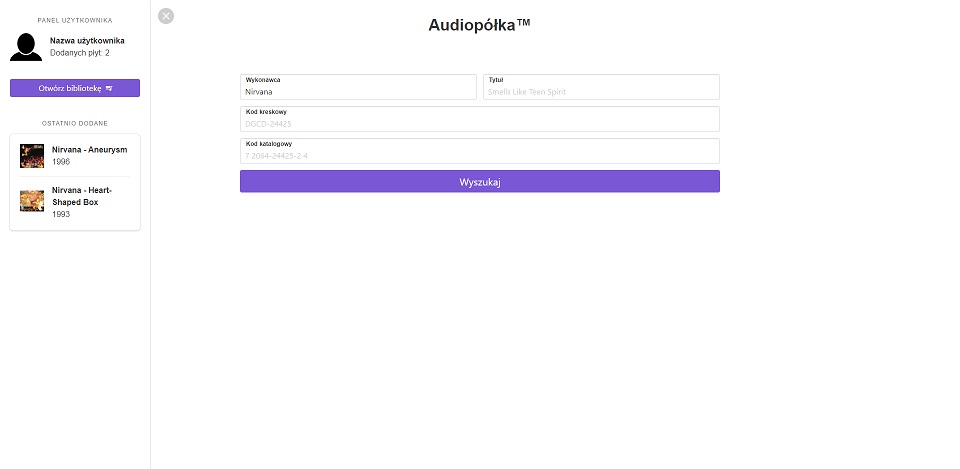 PANEL UŻYTKOWNIKA
Nazwa użytkownika
Dodanych płyt: 2
Otwórz bibliotekę
OSTATNIO DODANE
Nirvana - Aneurysm
1996
Nirvana - Heart-
Shaped Box
1993
Audiopółka™
Wykonawca
Nirvana
Tytuł
Smells Like Teen Spirit
Kod kreskowy
DGCD-24425
Kod katalogowy
7 2064-24425-2-4
Wyszukaj